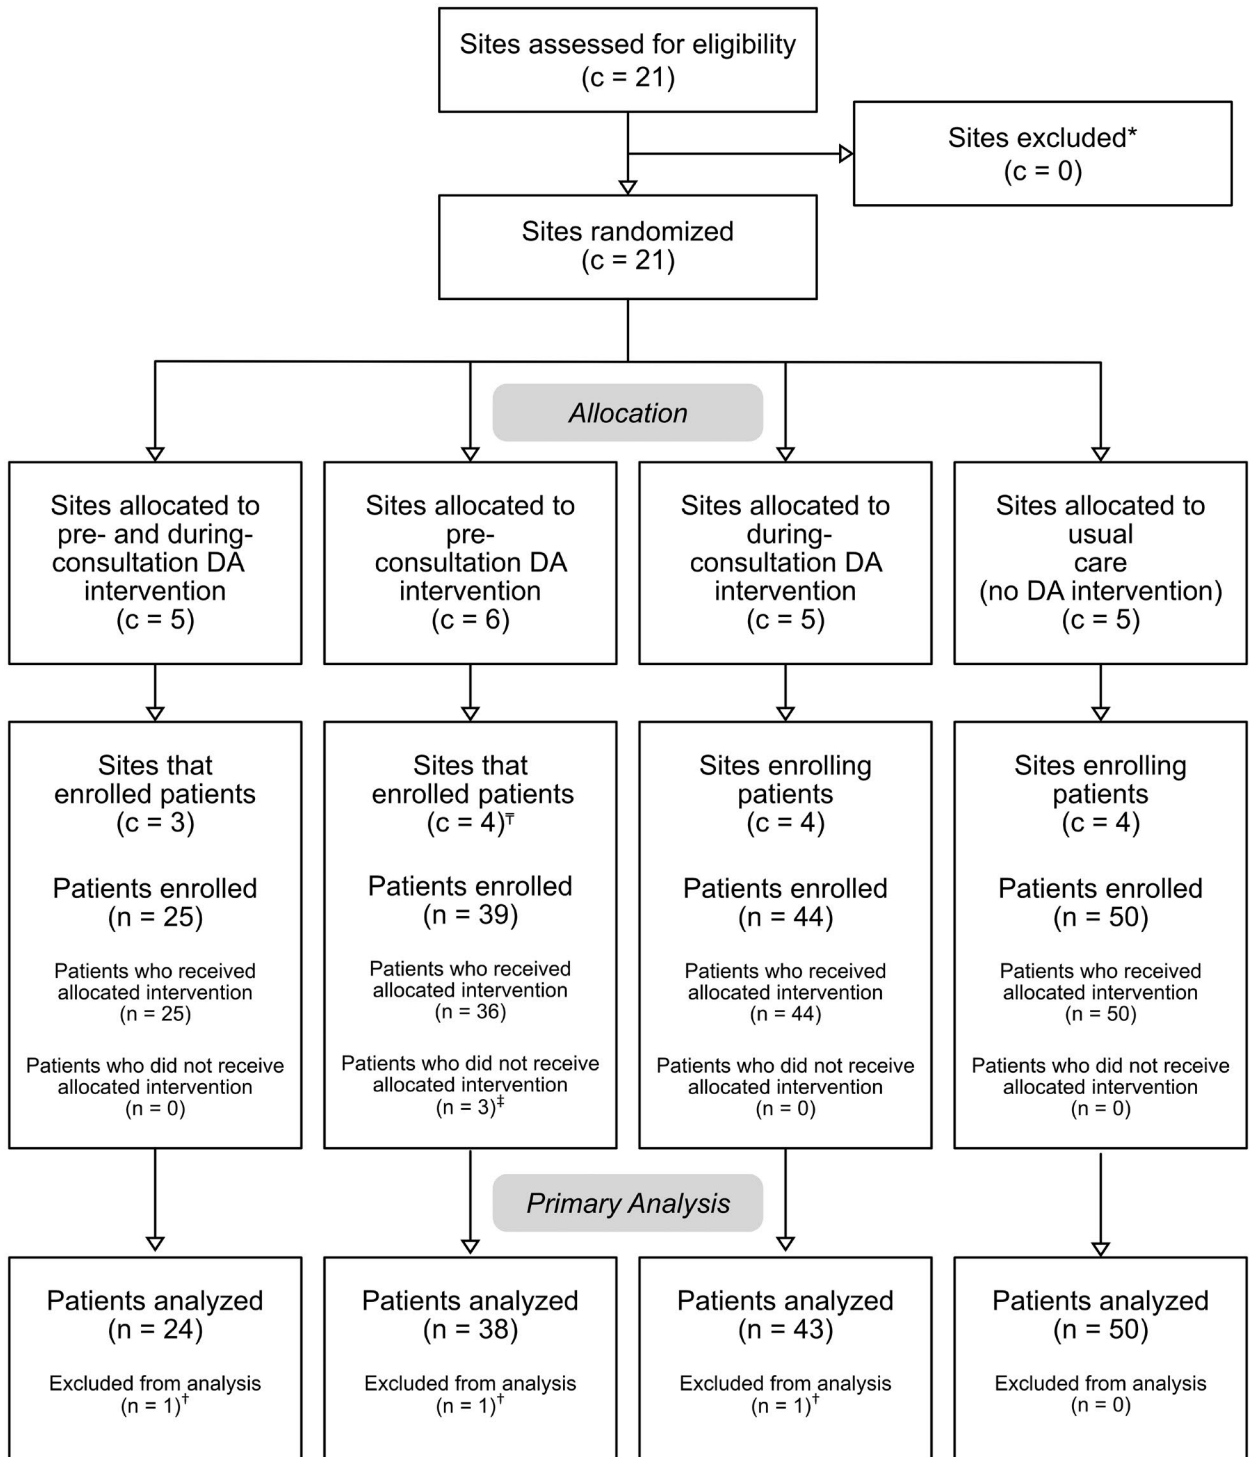 Sites assessed for eligibility
(c = 21)
Sites excluded*
(c = 0)
Sites randomized
(c = 21)
Allocation
Sites allocated to
pre- and during-
consultation DA
intervention
(c = 5)
Sites allocated to
pre-
consultation DA
intervention
(c = 6)
Sites allocated to
during-
consultation DA
intervention
(c = 5)
Sites allocated to
usual
care
(no DA intervention)
(c = 5)
Sites that
enrolled patients
(c = 3)
Patients enrolled
(n = 25)
Patients who received
allocated intervention
(n = 25)
Patients who did not receive
allocated intervention
(n = 0)
Sites that
enrolled patients
(c = 4)₸
Patients enrolled
(n = 39)
Patients who received
allocated intervention
(n = 36)
Patients who did not receive
allocated intervention
(n = 3)‡
Sites enrolling
patients
(c = 4)
Patients enrolled
(n = 44)
Patients who received
allocated intervention
(n = 44)
Patients who did not receive
allocated intervention
(n = 0)
Sites enrolling
patients
(c = 4)
Patients enrolled
(n = 50)
Patients who received
allocated intervention
(n = 50)
Patients who did not receive
allocated intervention
(n = 0)
Primary Analysis
Patients analyzed
(n = 24)
Excluded from analysis
(n = 1)†
Patients analyzed
(n = 38)
Excluded from analysis
(n = 1)†
Patients analyzed
(n = 43)
Excluded from analysis
(n = 1)†
Patients analyzed
(n = 50)
Excluded from analysis
(n = 0)